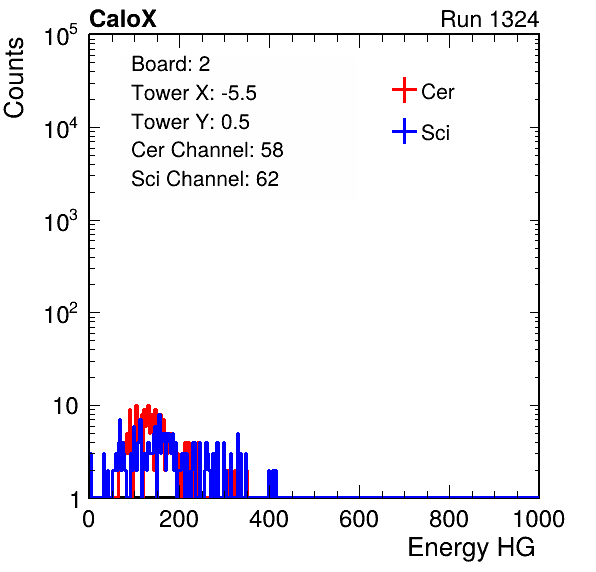 CaloX Run 1324
Counts
10^5
10^4
10^3
10^2
10
1
Board: 2
Tower X: -5.5
Tower Y: 0.5
Cer Channel: 58
Sci Channel: 62
Cer
Sci
0 200 400 600 800 1000
Energy HG